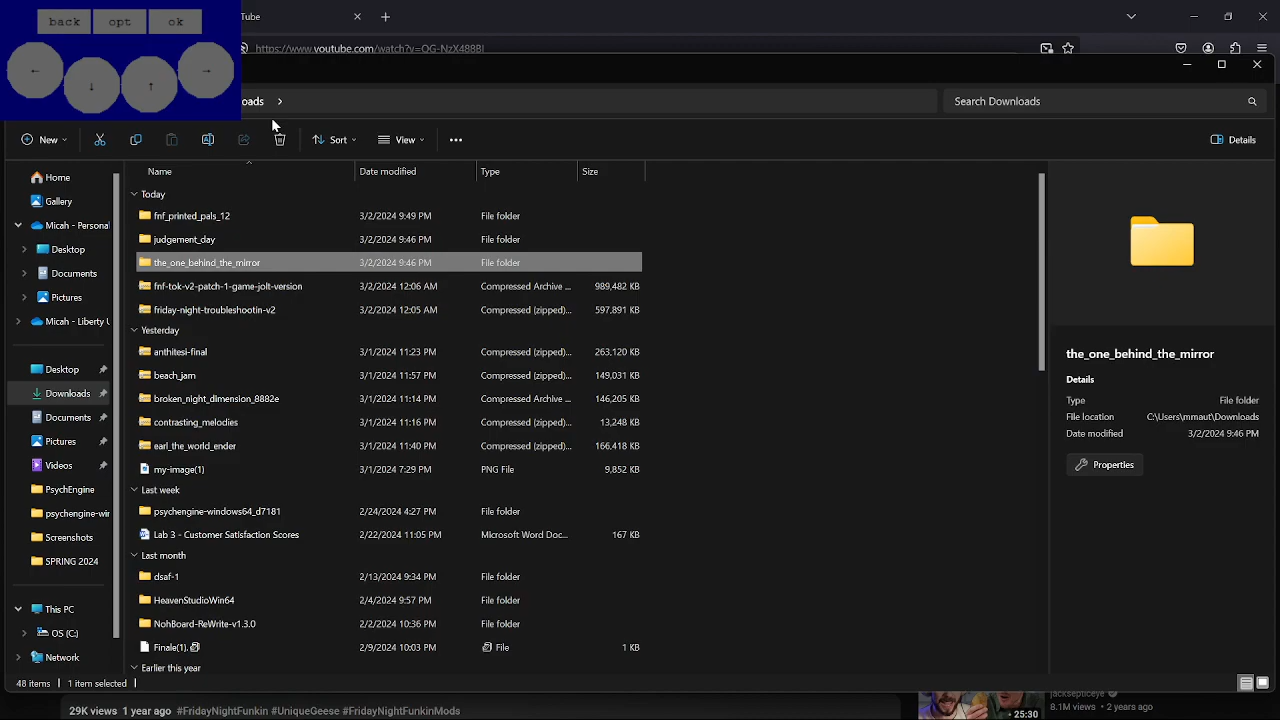 back opt ok
Tube
← ↓ ↑ →
https://www.youtube.com/watch?v=OG-NzX488BI
oads
Search Downloads
New Sort View Details
Name Date modified Type Size
Today
fnf_printed_pals_12 3/2/2024 9:49 PM File folder
judgement_day 3/2/2024 9:46 PM File folder
the_one_behind_the_mirror 3/2/2024 9:46 PM File folder
fnf-tok-v2-patch-1-game-jolt-version 3/2/2024 12:06 AM Compressed Archive ... 989,482 KB
friday-night-troubleshootin-v2 3/2/2024 12:05 AM Compressed (zipped)... 597,891 KB
Yesterday
anthitesi-final 3/1/2024 11:23 PM Compressed (zipped)... 263,120 KB
beach_jam 3/1/2024 11:57 PM Compressed (zipped)... 149,031 KB
broken_night_dimension_8882e 3/1/2024 11:14 PM Compressed Archive ... 146,205 KB
contrasting_melodies 3/1/2024 11:16 PM Compressed (zipped)... 13,248 KB
earl_the_world_ender 3/1/2024 11:40 PM Compressed (zipped)... 166,418 KB
my-image(1) 3/1/2024 7:29 PM PNG File 9,852 KB
Last week
psychengine-windows64_d7181 2/24/2024 4:27 PM File folder
Lab 3 - Customer Satisfaction Scores 2/22/2024 11:05 PM Microsoft Word Doc... 167 KB
Last month
dsaf-1 2/13/2024 9:34 PM File folder
HeavenStudioWin64 2/4/2024 9:57 PM File folder
NohBoard-ReWrite-v1.3.0 2/2/2024 10:36 PM File folder
Finale(1). 2/9/2024 10:03 PM File 1 KB
Earlier this year
Home
Gallery
Micah - Personal
Desktop
Documents
Pictures
Micah - Liberty U
Desktop
Downloads
Documents
Pictures
Videos
PsychEngine
psychengine-win
Screenshots
SPRING 2024
This PC
OS (C:)
Network
the_one_behind_the_mirror
Details
Type File folder
File location C:\Users\mmaut\Downloads
Date modified 3/2/2024 9:46 PM
Properties
48 items 1 item selected
29K views 1 year ago #FridayNightFunkin #UniqueGeese #FridayNightFunkinMods
25:30
jacksepticeye
8.1M views • 2 years ago